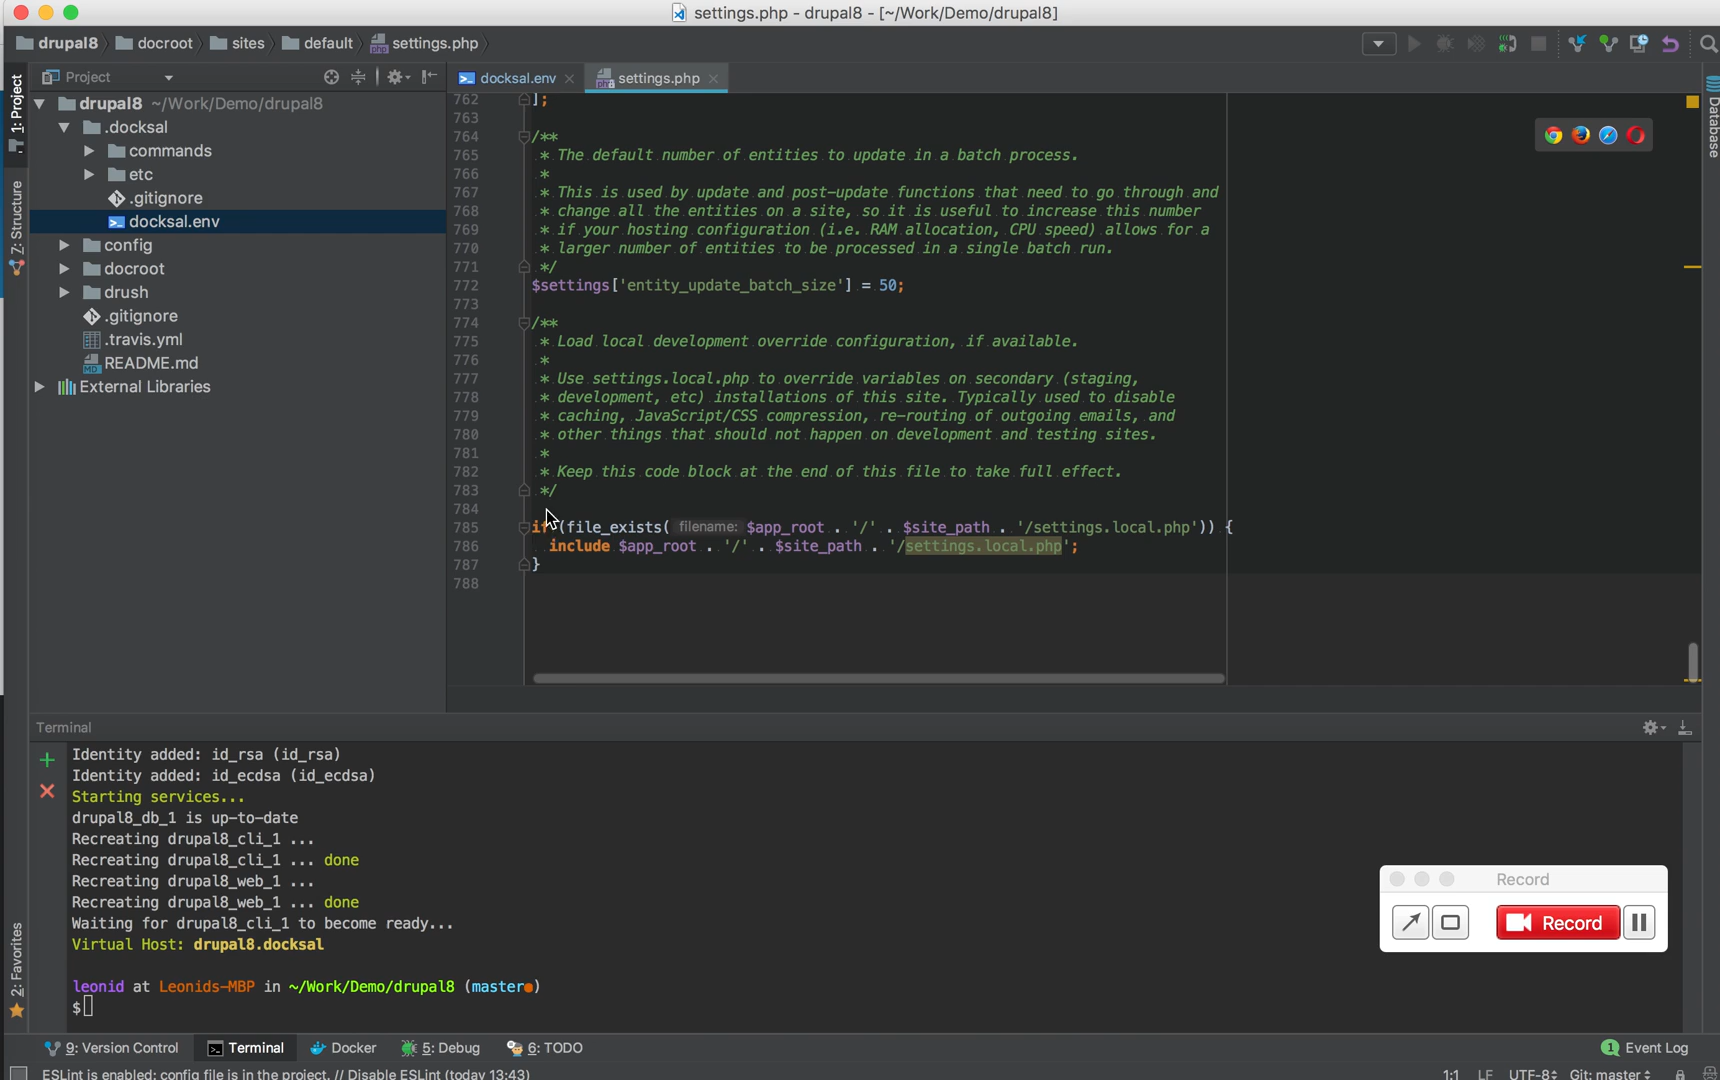 settings.php - drupal8 - [~/Work/Demo/drupal8]
drupal8 docroot sites default settings.php
1: Project
7: Structure
2: Favorites
Database
Project
drupal8 ~/Work/Demo/drupal8
.docksal
commands
etc
.gitignore
docksal.env
config
docroot
drush
.gitignore
.travis.yml
README.md
External Libraries
docksal.env settings.php
762 ];
763
764 /**
765 * The default number of entities to update in a batch process.
766 *
767 * This is used by update and post-update functions that need to go through and
768 * change all the entities on a site, so it is useful to increase this number
769 * if your hosting configuration (i.e. RAM allocation, CPU speed) allows for a
770 * larger number of entities to be processed in a single batch run.
771 */
772 $settings['entity_update_batch_size'] = 50;
773
774 /**
775 * Load local development override configuration, if available.
776 *
777 * Use settings.local.php to override variables on secondary (staging,
778 * development, etc) installations of this site. Typically used to disable
779 * caching, JavaScript/CSS compression, re-routing of outgoing emails, and
780 * other things that should not happen on development and testing sites.
781 *
782 * Keep this code block at the end of this file to take full effect.
783 */
784
785 if (file_exists( filename: $app_root . '/' . $site_path . '/settings.local.php')) {
786 include $app_root . '/' . $site_path . '/settings.local.php';
787 }
788
Terminal
Identity added: id_rsa (id_rsa)
Identity added: id_ecdsa (id_ecdsa)
Starting services...
drupal8_db_1 is up-to-date
Recreating drupal8_cli_1 ...
Recreating drupal8_cli_1 ... done
Recreating drupal8_web_1 ...
Recreating drupal8_web_1 ... done
Waiting for drupal8_cli_1 to become ready...
Virtual Host: drupal8.docksal
leonid at Leonids-MBP in ~/Work/Demo/drupal8 (master●)
$
Record
Record
9: Version Control Terminal Docker 5: Debug 6: TODO 1 Event Log
ESLint is enabled; config file is in the project. // Disable ESLint (today 13:43) 1:1 LF UTF-8 Git: master